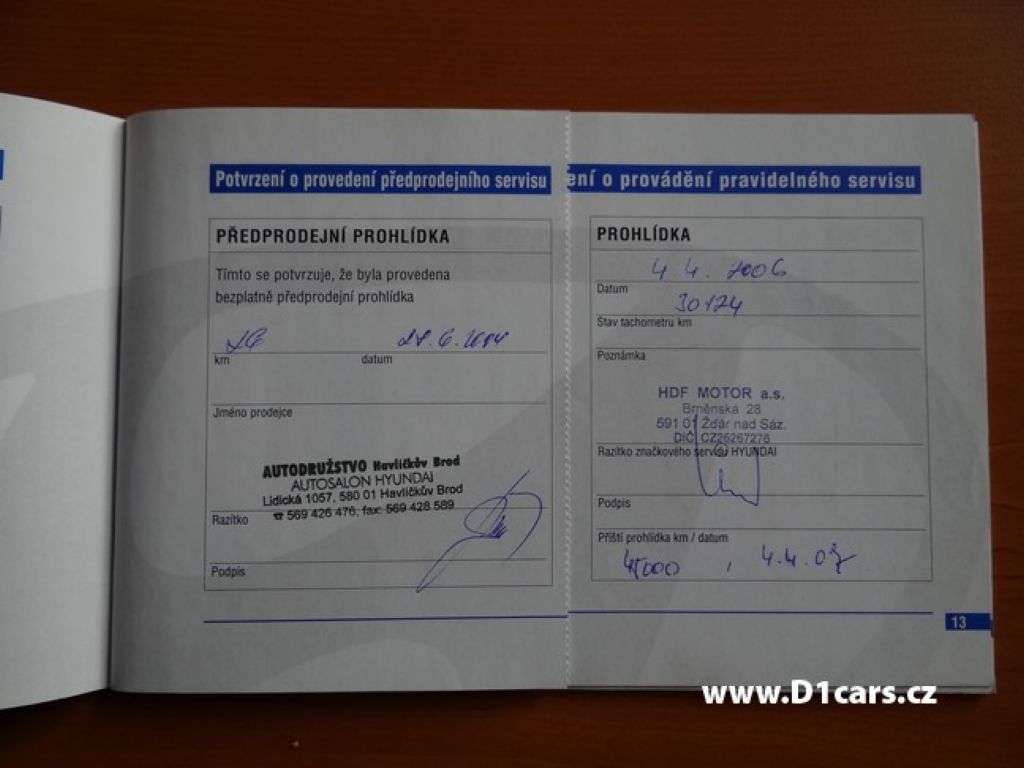 Potvrzení o provedení předprodejního servisu
PŘEDPRODEJNÍ PROHLÍDKA
Tímto se potvrzuje, že byla provedena
bezplatně předprodejní prohlídka
km
datum
Jméno prodejce
AUTODRUŽSTVO Havlíčkův Brod
AUTOSALON HYUNDAI
Lidická 1057, 580 01 Havlíčkův Brod
☎ 569 426 476, fax: 569 428 589
Razítko
Podpis
ení o provádění pravidelného servisu
PROHLÍDKA
4.4. 2006
Datum
30124
Stav tachometru km
Poznámka
HDF MOTOR a.s.
Brněnská 28
591 01 Žďár nad Sáz.
DIČ CZ26267276
Razítko značkového servisu HYUNDAI
Podpis
Příští prohlídka km / datum
45000 , 4.4.07
13
www.D1cars.cz